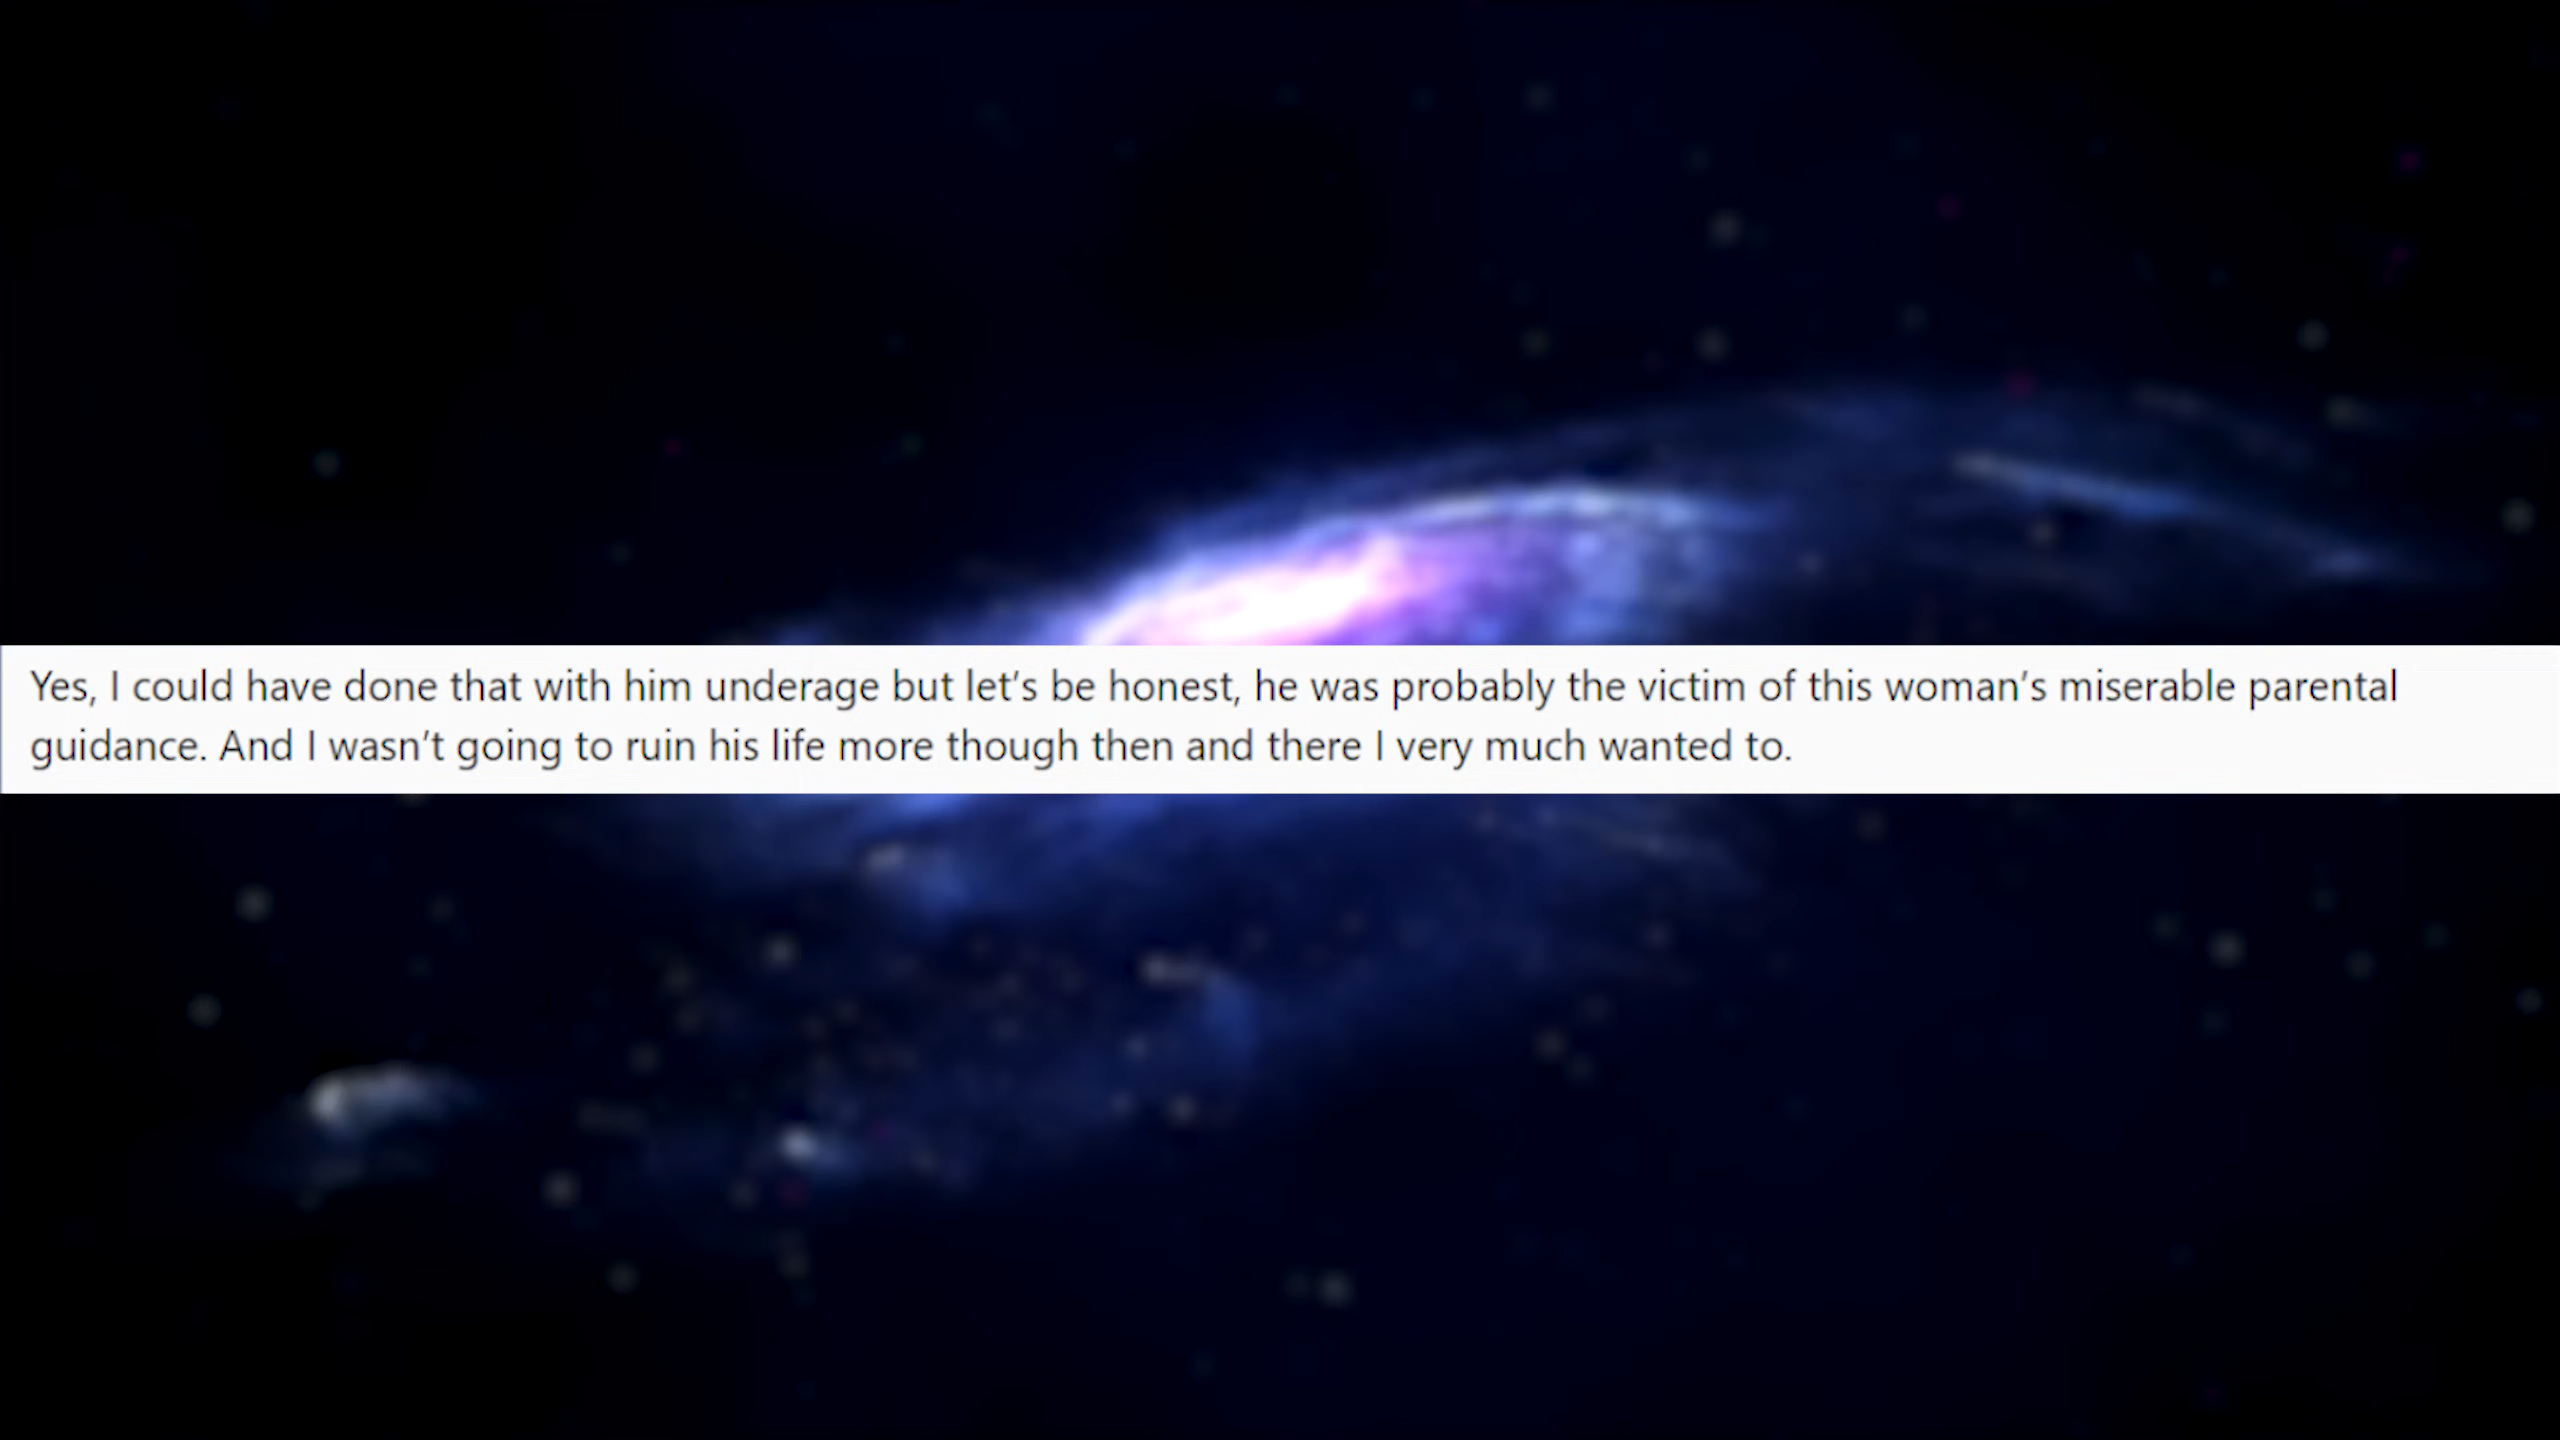 Yes, I could have done that with him underage but let’s be honest, he was probably the victim of this woman’s miserable parental
guidance. And I wasn’t going to ruin his life more though then and there I very much wanted to.